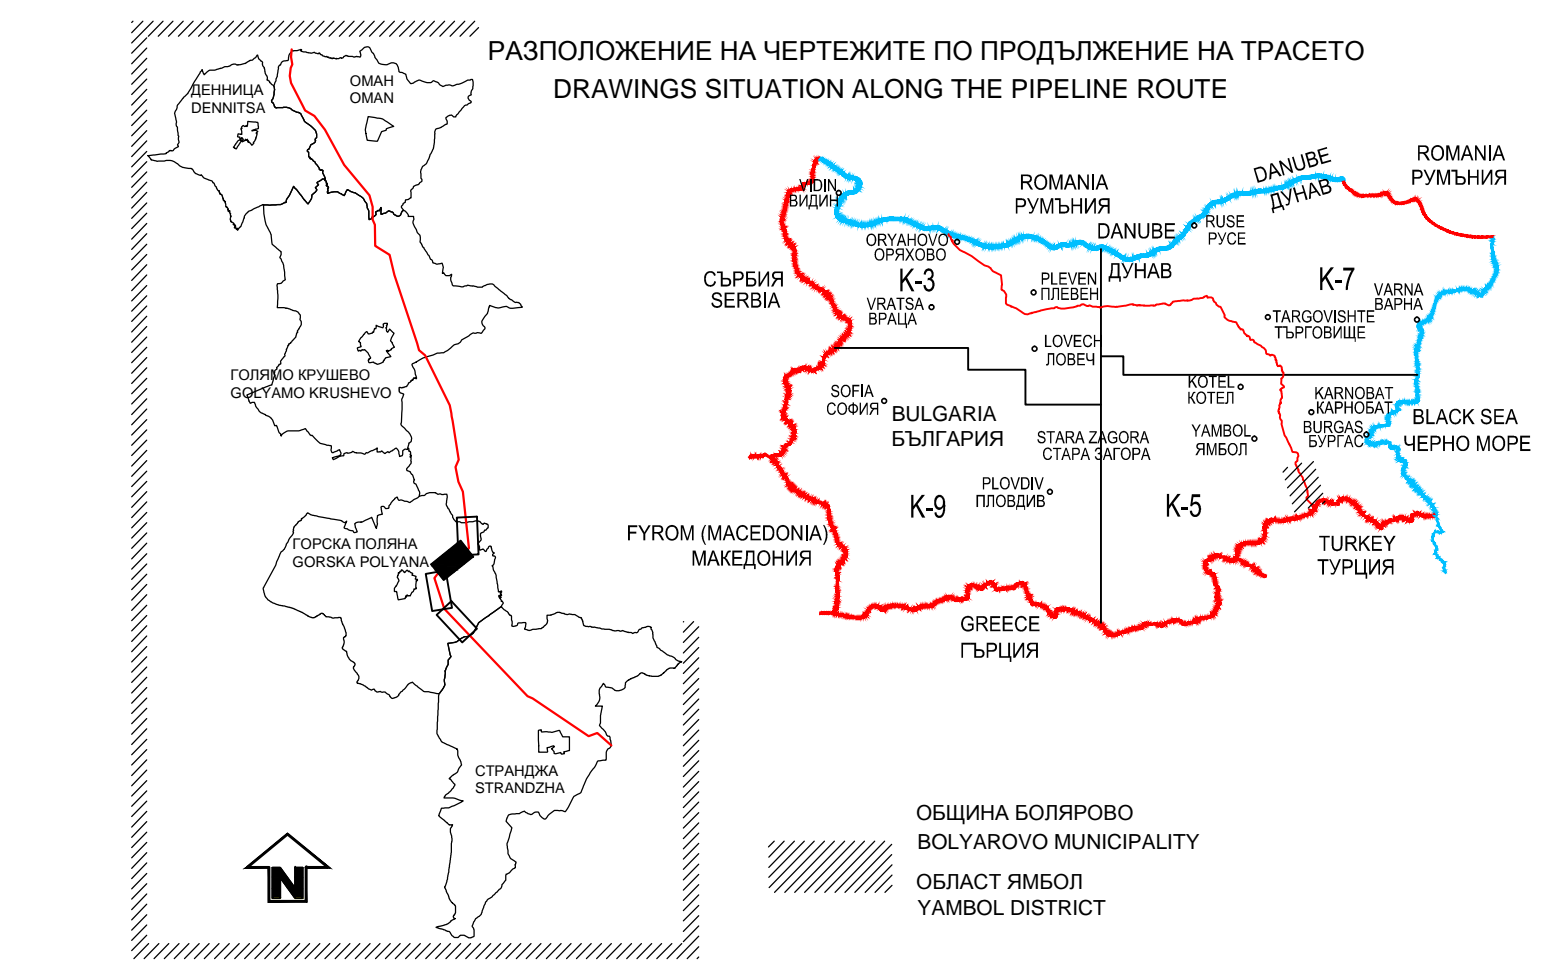 РАЗПОЛОЖЕНИЕ НА ЧЕРТЕЖИТЕ ПО ПРОДЪЛЖЕНИЕ НА ТРАСЕТО
DRAWINGS SITUATION ALONG THE PIPELINE ROUTE
ДЕННИЦА
DENNITSA
ОМАН
OMAN
ГОЛЯМО КРУШЕВО
GOLYAMO KRUSHEVO
ГОРСКА ПОЛЯНА
GORSKA POLYANA
СТРАНДЖА
STRANDZHA
N
VIDIN
ВИДИН
ROMANIA
РУМЪНИЯ
DANUBE
ДУНАВ
ROMANIA
РУМЪНИЯ
ORYAHOVO
ОРЯХОВО
DANUBE
ДУНАВ
RUSE
РУСЕ
СЪРБИЯ
SERBIA
K-3
PLEVEN
ПЛЕВЕН
K-7
VRATSA
ВРАЦА
VARNA
ВАРНА
TARGOVISHTE
ТЪРГОВИЩЕ
LOVECH
ЛОВЕЧ
SOFIA
СОФИЯ
KOTEL
КОТЕЛ
KARNOBAT
КАРНОБАТ
BULGARIA
БЪЛГАРИЯ
BURGAS
БУРГАС
BLACK SEA
ЧЕРНО МОРЕ
STARA ZAGORA
СТАРА ЗАГОРА
YAMBOL
ЯМБОЛ
PLOVDIV
ПЛОВДИВ
K-9
K-5
FYROM (MACEDONIA)
МАКЕДОНИЯ
TURKEY
ТУРЦИЯ
GREECE
ГЪРЦИЯ
ОБЩИНА БОЛЯРОВО
BOLYAROVO MUNICIPALITY
ОБЛАСТ ЯМБОЛ
YAMBOL DISTRICT